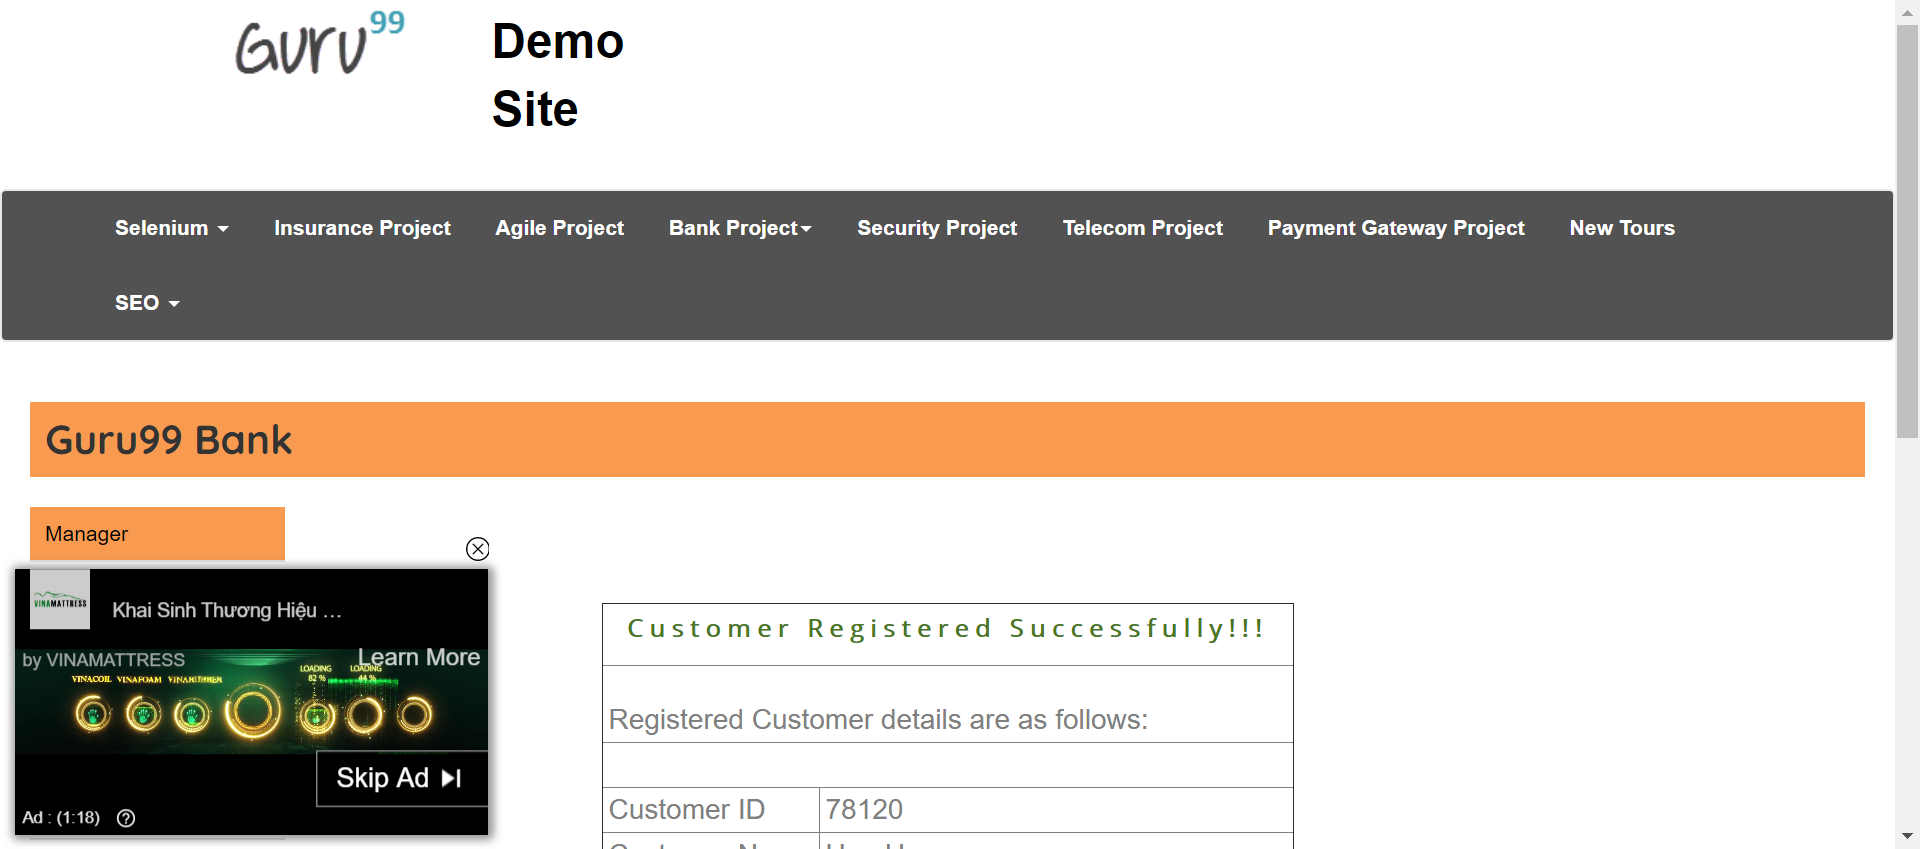 Guru99
Demo
Site
Selenium
Insurance Project
Agile Project
Bank Project
Security Project
Telecom Project
Payment Gateway Project
New Tours
SEO
Guru99 Bank
Manager
VINAMATTRESS
Khai Sinh Thương Hiệu ...
by VINAMATTRESS
Learn More
LOADING
82 %
LOADING
44 %
VINACOIL VINAFOAM VINARUBBER
Skip Ad
Ad : (1:18)
Customer Registered Successfully!!!
Registered Customer details are as follows:
Customer ID 78120